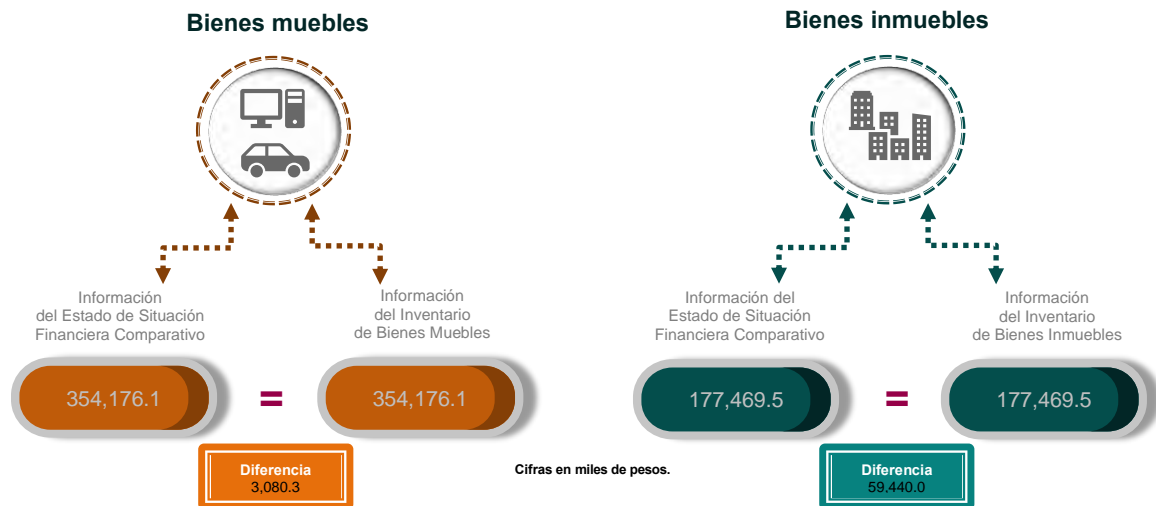 Bienes muebles
Información
del Estado de Situación
Financiera Comparativo
Información
del Inventario
de Bienes Muebles
354,176.1
=
354,176.1
Diferencia
3,080.3
Cifras en miles de pesos.
Bienes inmuebles
Información del
Estado de Situación
Financiera Comparativo
Información
del Inventario
de Bienes Inmuebles
177,469.5
=
177,469.5
Diferencia
59,440.0